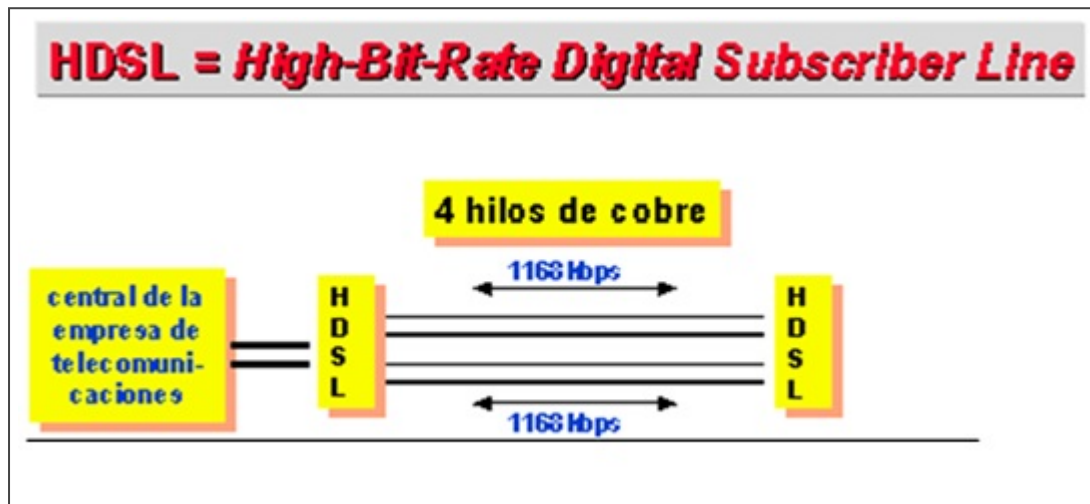 HDSL = High-Bit-Rate Digital Subscriber Line
4 hilos de cobre
1168 Kbps
central de la
empresa de
telecomuni-
caciones
H
D
S
L
H
D
S
L
1168 Kbps